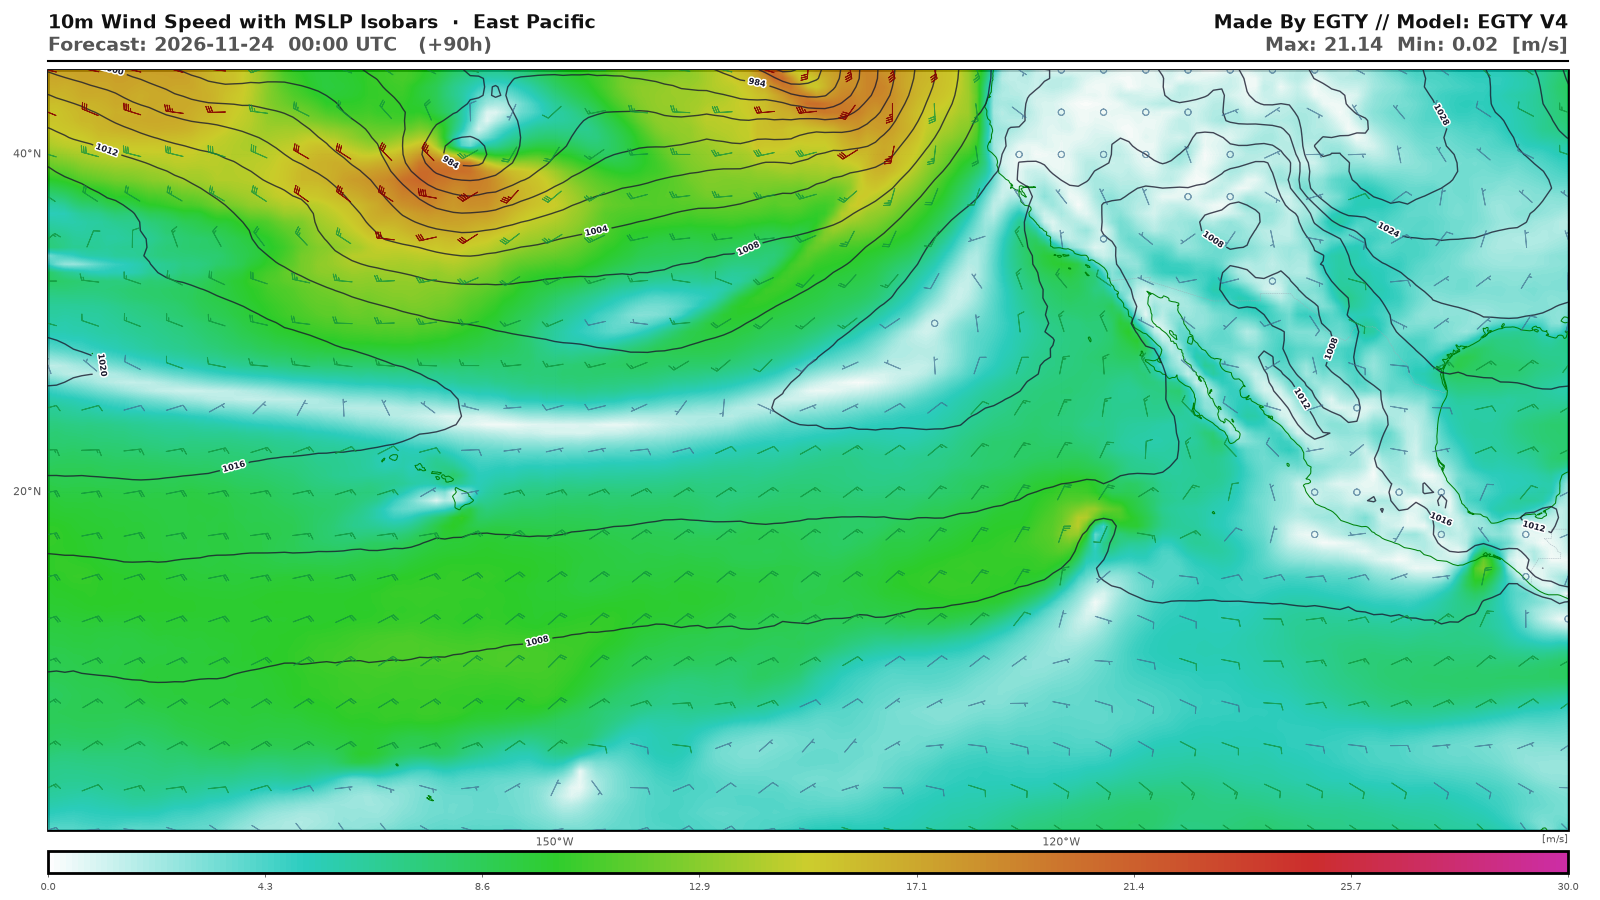 10m Wind Speed with MSLP Isobars · East Pacific
Made By EGTY // Model: EGTY V4
Forecast: 2026-11-24 00:00 UTC (+90h)
Max: 21.14 Min: 0.02 [m/s]
984
1028
1012
40°N
984
1024
1004
1008
1008
1008
1020
1012
1016
20°N
1016
1012
1008
150°W
120°W
[m/s]
0.0
4.3
8.6
12.9
17.1
21.4
25.7
30.0